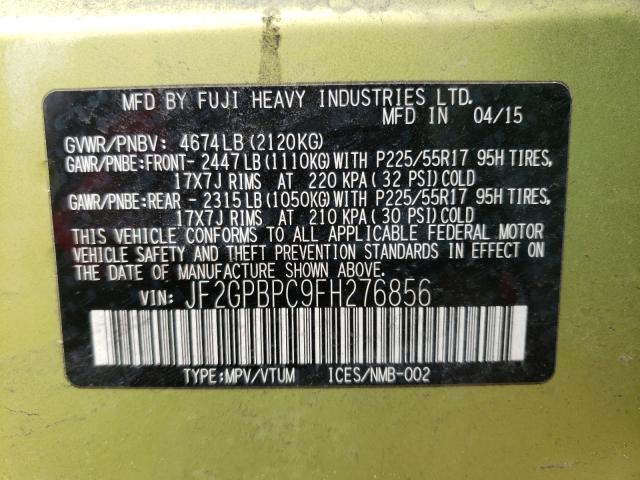 MFD BY FUJI HEAVY INDUSTRIES LTD.
MFD IN 04/15
GVWR/PNBV: 4674LB (2120KG)
GAWR/PNBE:FRONT- 2447LB(1110KG)WITH P225/55R17 95H TIRES,
17X7J RIMS AT 220 KPA(32 PSI)COLD
GAWR/PNBE:REAR - 2315LB(1050KG)WITH P225/55R17 95H TIRES,
17X7J RIMS AT 210 KPA(30 PSI)COLD
THIS VEHICLE CONFORMS TO ALL APPLICABLE FEDERAL MOTOR
VEHICLE SAFETY AND THEFT PREVENTION STANDARDS IN EFFECT ON
THE DATE OF MANUFACTURE SHOWN ABOVE.
VIN: JF2GPBPC9FH276856
TYPE:MPV/VTUM ICES/NMB-002